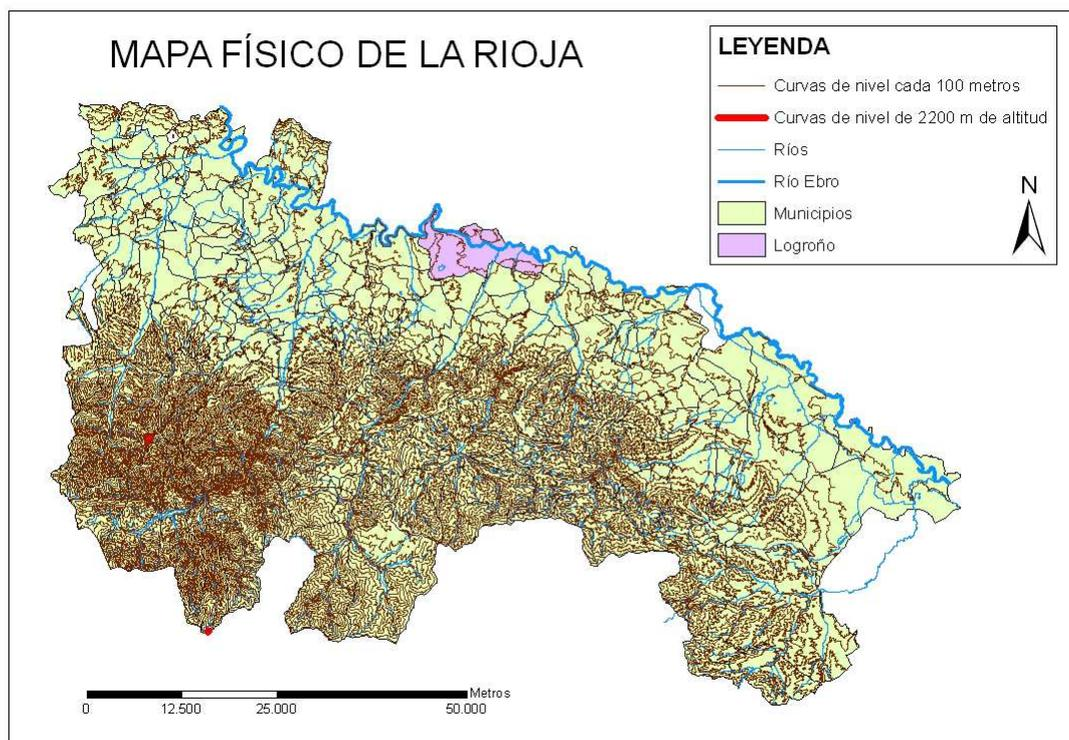 MAPA FÍSICO DE LA RIOJA
LEYENDA
Curvas de nivel cada 100 metros
Curvas de nivel de 2200 m de altitud
Ríos
Río Ebro
Municipios
Logroño
N
Metros
0 12.500 25.000 50.000